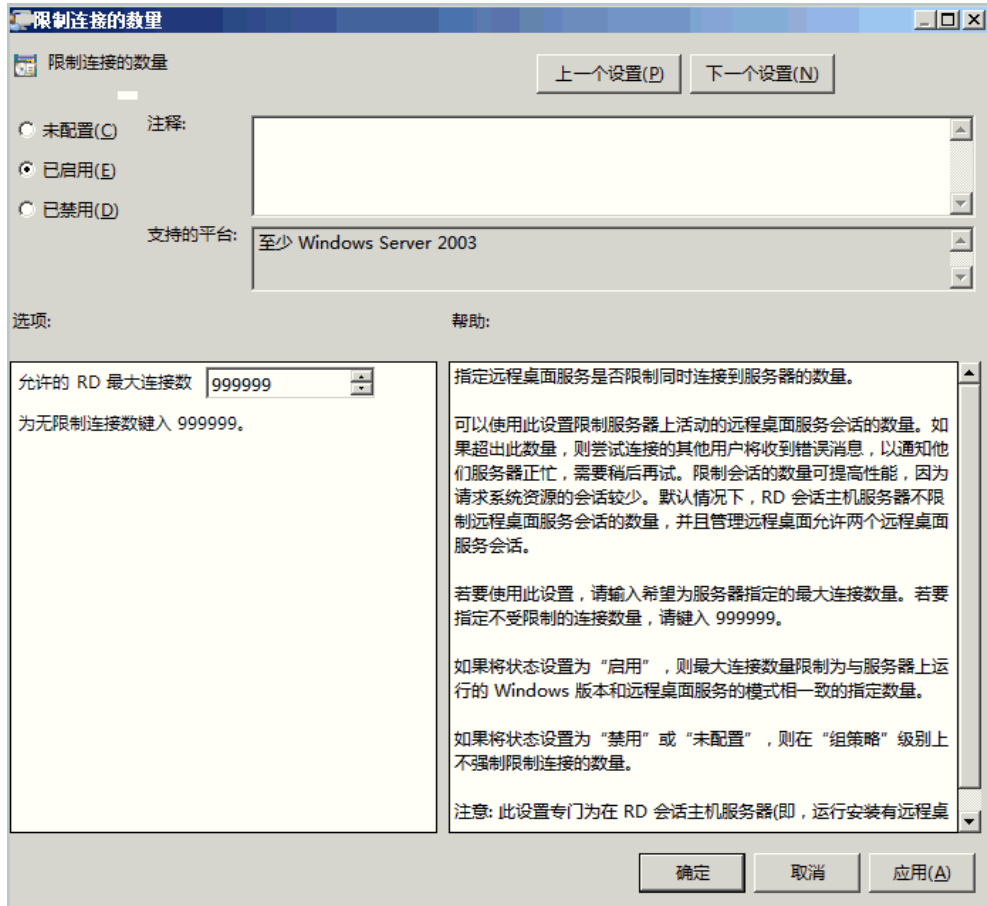 限制连接的数量
限制连接的数量
上一个设置(P)
下一个设置(N)
未配置(C)
注释:
已启用(E)
已禁用(D)
支持的平台:
至少 Windows Server 2003
选项:
帮助:
允许的 RD 最大连接数 999999
为无限制连接数键入 999999。
指定远程桌面服务是否限制同时连接到服务器的数量。
可以使用此设置限制服务器上活动的远程桌面服务会话的数量。如
果超出此数量，则尝试连接的其他用户将收到错误消息，以通知他
们服务器正忙，需要稍后再试。限制会话的数量可提高性能，因为
请求系统资源的会话较少。默认情况下，RD 会话主机服务器不限
制远程桌面服务会话的数量，并且管理远程桌面允许两个远程桌面
服务会话。
若要使用此设置，请输入希望为服务器指定的最大连接数量。若要
指定不受限制的连接数量，请键入 999999。
如果将状态设置为“启用”，则最大连接数量限制为与服务器上运
行的 Windows 版本和远程桌面服务的模式相一致的指定数量。
如果将状态设置为“禁用”或“未配置”，则在“组策略”级别上
不强制限制连接的数量。
注意: 此设置专门为在 RD 会话主机服务器(即，运行安装有远程桌
确定
取消
应用(A)